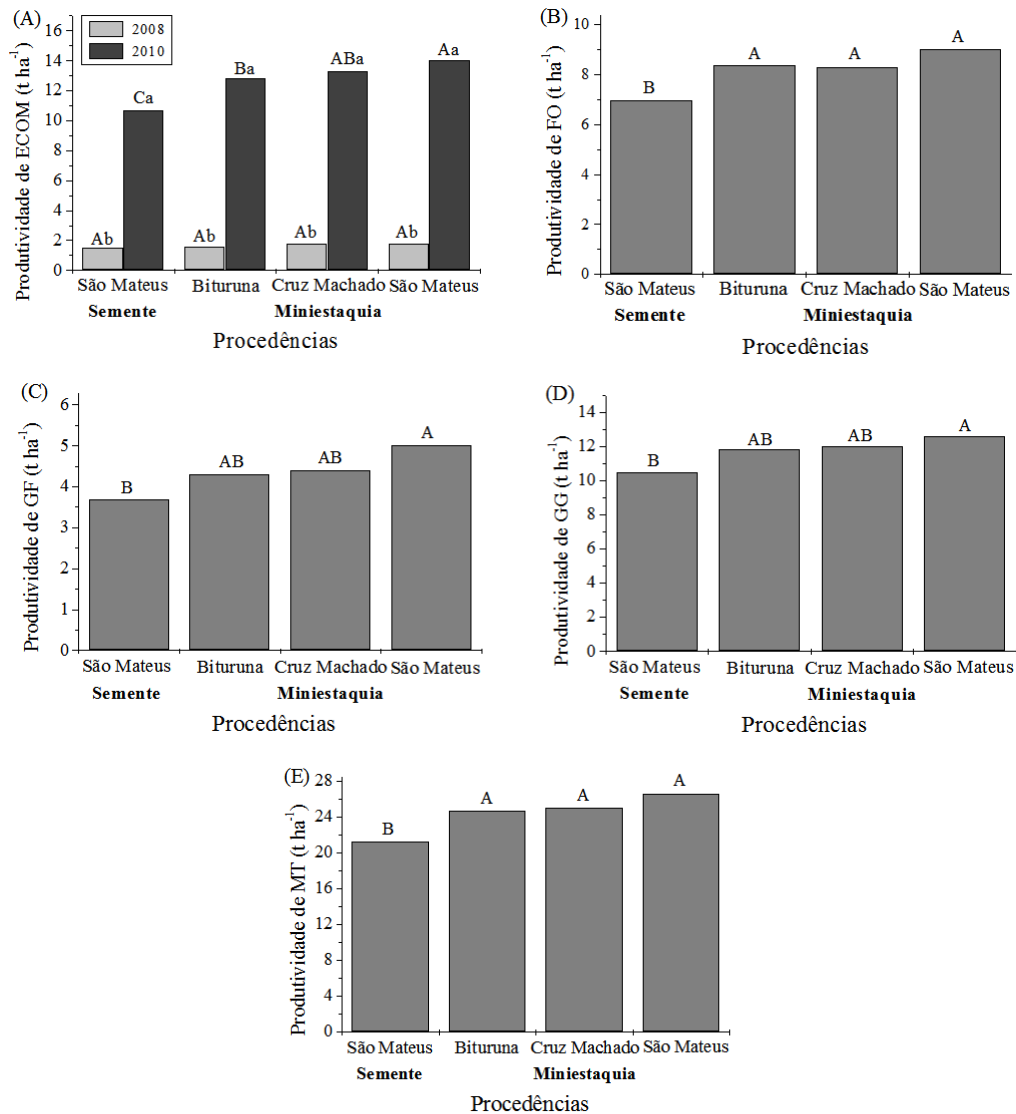 (A)
Produtividade de ECOM (t ha⁻¹)
16
14
12
10
8
6
4
2
0
2008
2010
Ab Ca
Ab Ba
Ab ABa
Ab Aa
São Mateus Bituruna Cruz Machado São Mateus
Semente Miniestaquia
Procedências
(B)
Produtividade de FO (t ha⁻¹)
10
8
6
4
2
0
B A A A
São Mateus Bituruna Cruz Machado São Mateus
Semente Miniestaquia
Procedências
(C)
Produtividade de GF (t ha⁻¹)
6
5
4
3
2
1
0
B AB AB A
São Mateus Bituruna Cruz Machado São Mateus
Semente Miniestaquia
Procedências
(D)
Produtividade de GG (t ha⁻¹)
14
12
10
8
6
4
2
0
B AB AB A
São Mateus Bituruna Cruz Machado São Mateus
Semente Miniestaquia
Procedências
(E)
Produtividade de MT (t ha⁻¹)
28
24
20
16
12
8
4
0
B A A A
São Mateus Bituruna Cruz Machado São Mateus
Semente Miniestaquia
Procedências